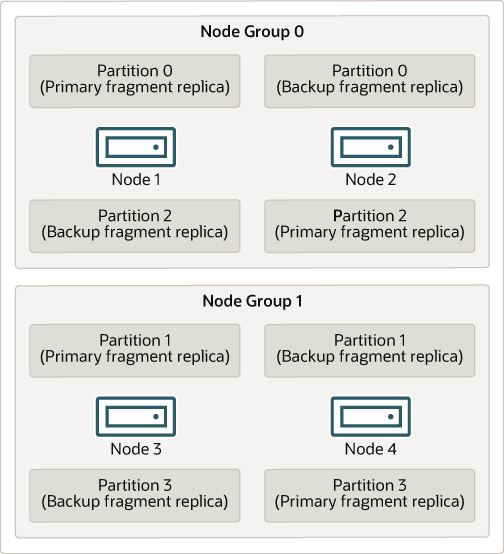 Node Group 0
Partition 0
(Primary fragment replica)
Partition 0
(Backup fragment replica)
Node 1
Node 2
Partition 2
(Backup fragment replica)
Partition 2
(Primary fragment replica)
Node Group 1
Partition 1
(Primary fragment replica)
Partition 1
(Backup fragment replica)
Node 3
Node 4
Partition 3
(Backup fragment replica)
Partition 3
(Primary fragment replica)